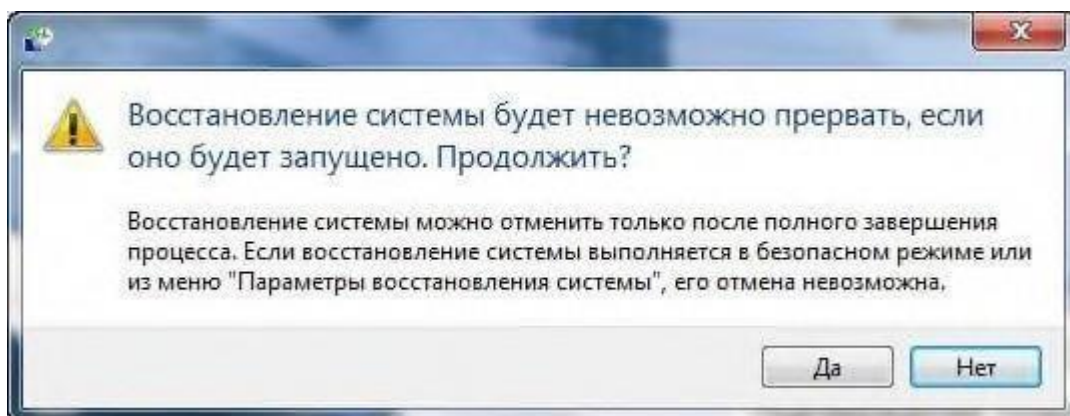 Восстановление системы будет невозможно прервать, если
оно будет запущено. Продолжить?
Восстановление системы можно отменить только после полного завершения
процесса. Если восстановление системы выполняется в безопасном режиме или
из меню "Параметры восстановления системы", его отмена невозможна.
Да
Нет